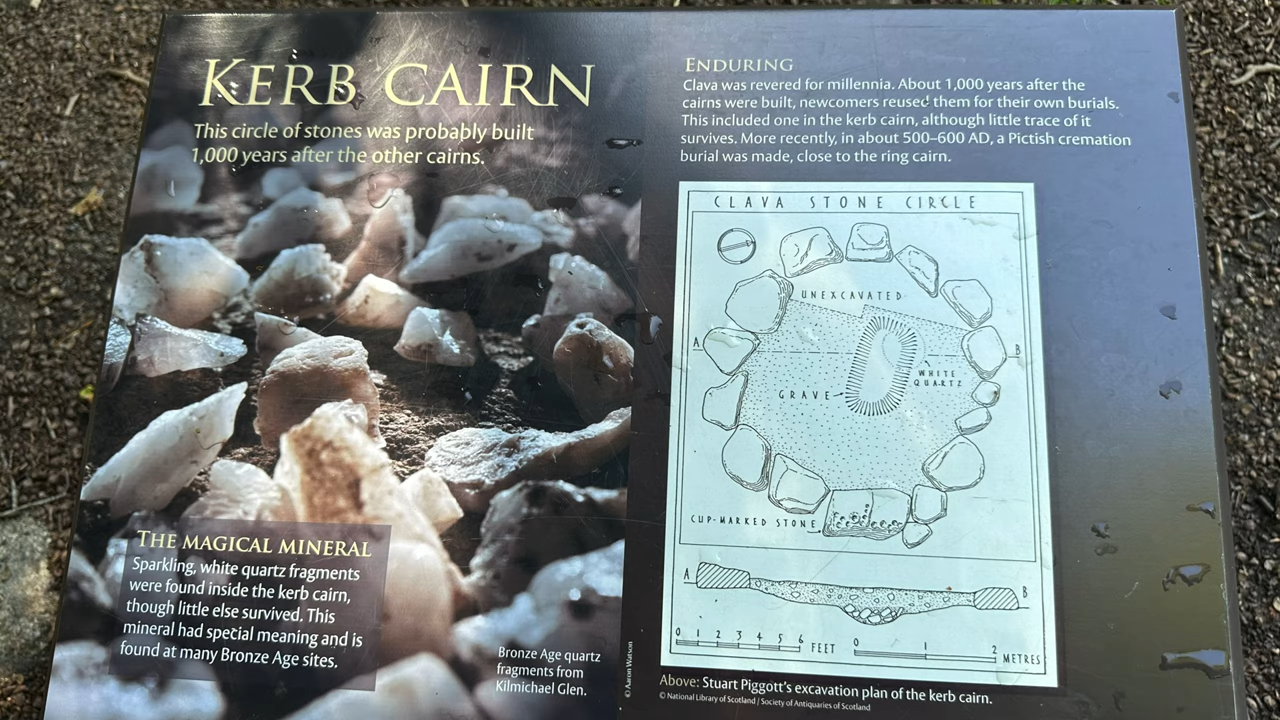 KERB CAIRN
This circle of stones was probably built
1,000 years after the other cairns.
THE MAGICAL MINERAL
Sparkling, white quartz fragments
were found inside the kerb cairn,
though little else survived. This
mineral had special meaning and is
found at many Bronze Age sites.
Bronze Age quartz
fragments from
Kilmichael Glen.
© Aaron Watson
ENDURING
Clava was revered for millennia. About 1,000 years after the
cairns were built, newcomers reused them for their own burials.
This included one in the kerb cairn, although little trace of it
survives. More recently, in about 500–600 AD, a Pictish cremation
burial was made, close to the ring cairn.
CLAVA STONE CIRCLE
UNEXCAVATED
A B
WHITE
QUARTZ
GRAVE
CUP-MARKED STONE
A B
0 1 2 3 4 5 6 FEET 0 1 2 METRES
Above: Stuart Piggott's excavation plan of the kerb cairn.
© National Library of Scotland / Society of Antiquaries of Scotland